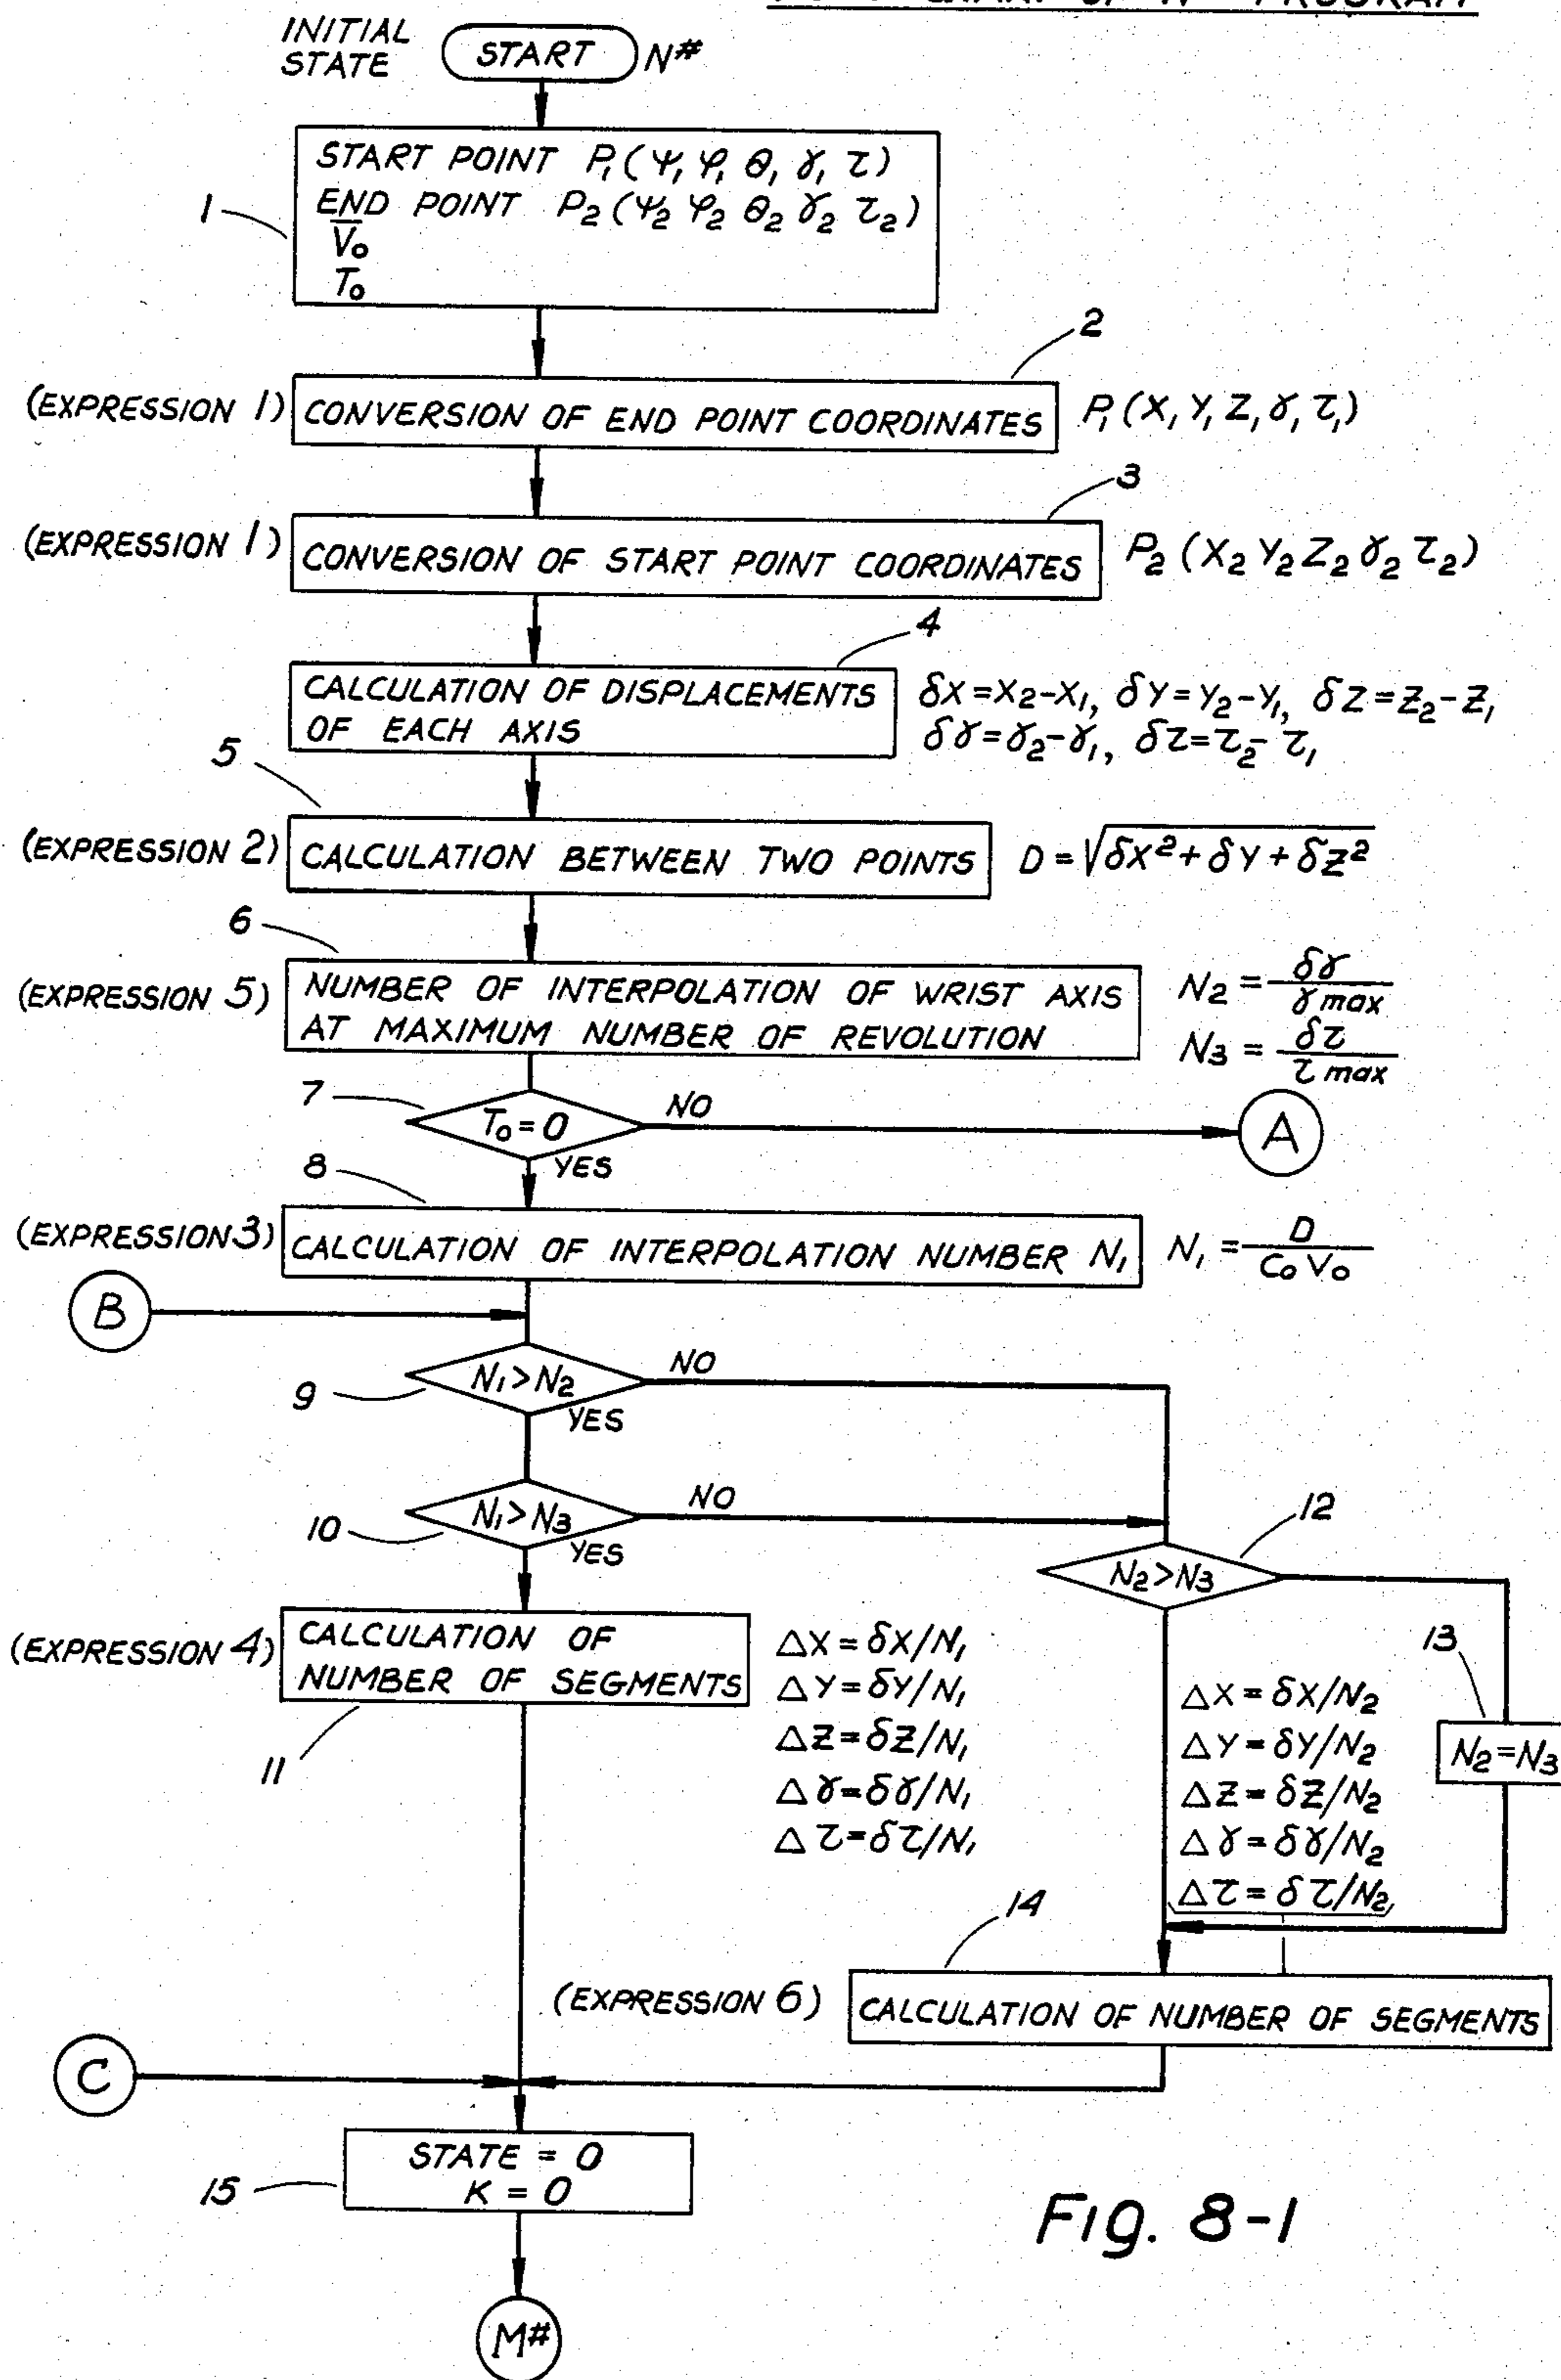 PROGRAM
INITIAL
STATE
START
N#
START POINT P₁(ψ₁ φ₁ θ₁ γ₁ τ)
END POINT P₂(ψ₂ φ₂ θ₂ γ₂ τ₂)
V̅₀
T₀
1
2
(EXPRESSION 1)
CONVERSION OF END POINT COORDINATES
P₁(X₁ Y₁ Z₁ γ₁ τ₁)
3
(EXPRESSION 1)
CONVERSION OF START POINT COORDINATES
P₂(X₂ Y₂ Z₂ γ₂ τ₂)
4
CALCULATION OF DISPLACEMENTS
OF EACH AXIS
δX=X₂-X₁, δY=Y₂-Y₁, δZ=Z₂-Z₁
δγ=γ₂-γ₁, δτ=τ₂-τ₁
5
(EXPRESSION 2)
CALCULATION BETWEEN TWO POINTS
D=√δX²+δY+δZ²
6
(EXPRESSION 5)
NUMBER OF INTERPOLATION OF WRIST AXIS
AT MAXIMUM NUMBER OF REVOLUTION
N₂=δγ/γmax
N₃=δτ/τmax
7
T₀=0
NO
A
YES
8
(EXPRESSION 3)
CALCULATION OF INTERPOLATION NUMBER N₁
N₁=D/C₀V₀
B
9
N₁>N₂
NO
YES
10
N₁>N₃
NO
YES
12
N₂>N₃
(EXPRESSION 4)
CALCULATION OF
NUMBER OF SEGMENTS
11
ΔX=δX/N₁
ΔY=δY/N₁
ΔZ=δZ/N₁
Δγ=δγ/N₁
Δτ=δτ/N₁
13
N₂=N₃
ΔX=δX/N₂
ΔY=δY/N₂
ΔZ=δZ/N₂
Δγ=δγ/N₂
Δτ=δτ/N₂
14
(EXPRESSION 6)
CALCULATION OF NUMBER OF SEGMENTS
C
15
STATE = 0
K = 0
M#
Fig. 8-1